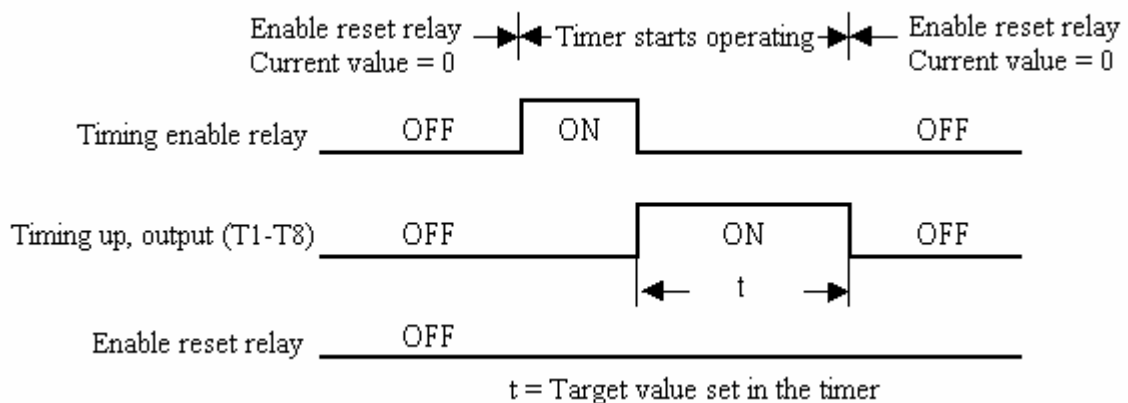 Enable reset relay
Current value = 0
Timer starts operating
Enable reset relay
Current value = 0
Timing enable relay
OFF
ON
OFF
Timing up, output (T1-T8)
OFF
ON
OFF
t
Enable reset relay
OFF
t = Target value set in the timer